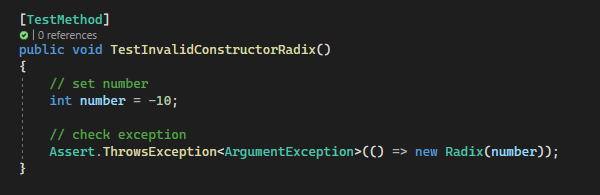 [TestMethod]
| 0 references
public void TestInvalidConstructorRadix()
{
// set number
int number = -10;
// check exception
Assert.ThrowsException<ArgumentException>(() => new Radix(number));
}